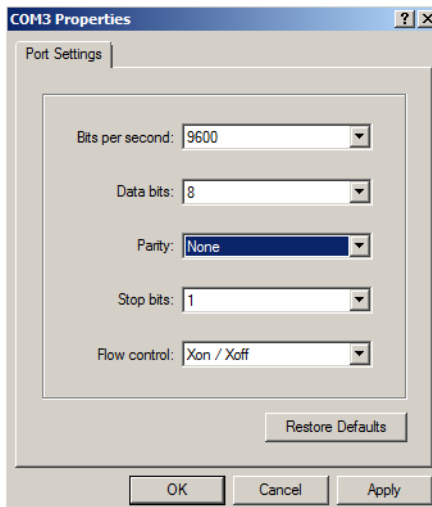 COM3 Properties
Port Settings
Bits per second: 9600
Data bits: 8
Parity: None
Stop bits: 1
Flow control: Xon / Xoff
Restore Defaults
OK Cancel Apply